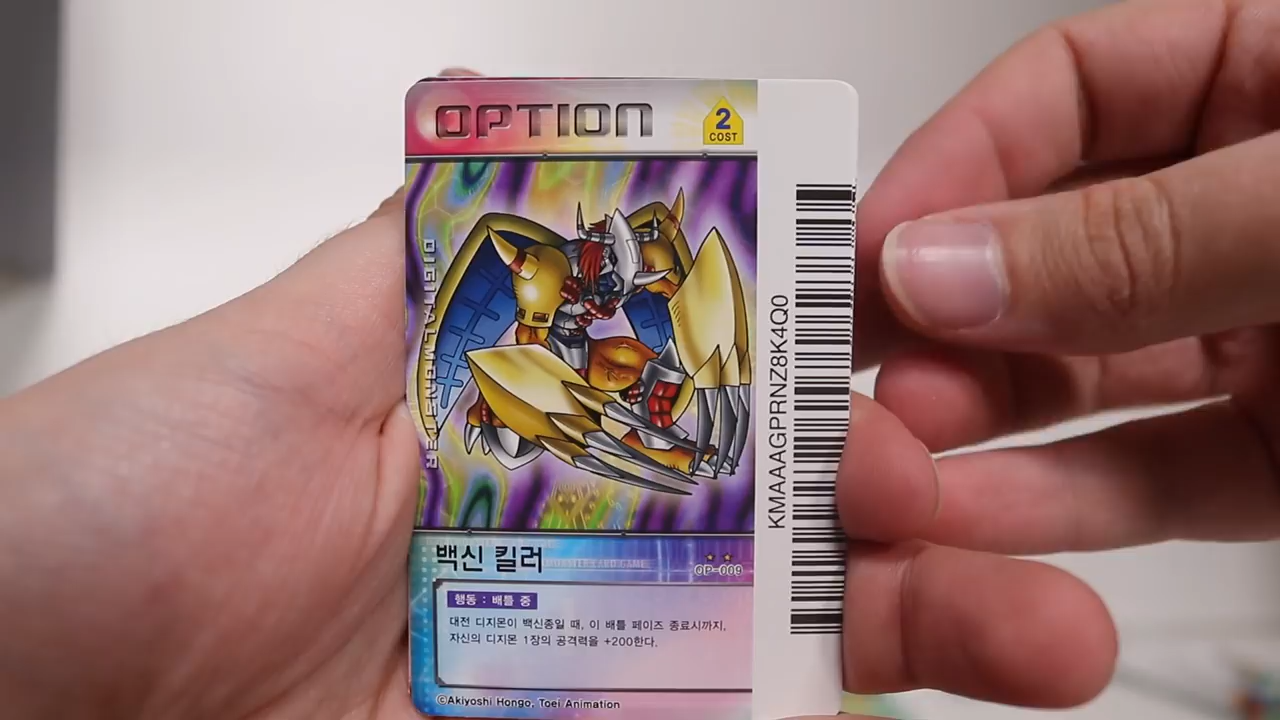 OPTION
2
COST
DIGITAL MONSTER
KMAAAGPRNZ8K4Q0
백신 킬러
OP-009
행동 : 배틀 중
대전 디지몬이 백신종일 때, 이 배틀 페이즈 종료시까지,
자신의 디지몬 1장의 공격력을 +200한다.
©Akiyoshi Hongo, Toei Animation